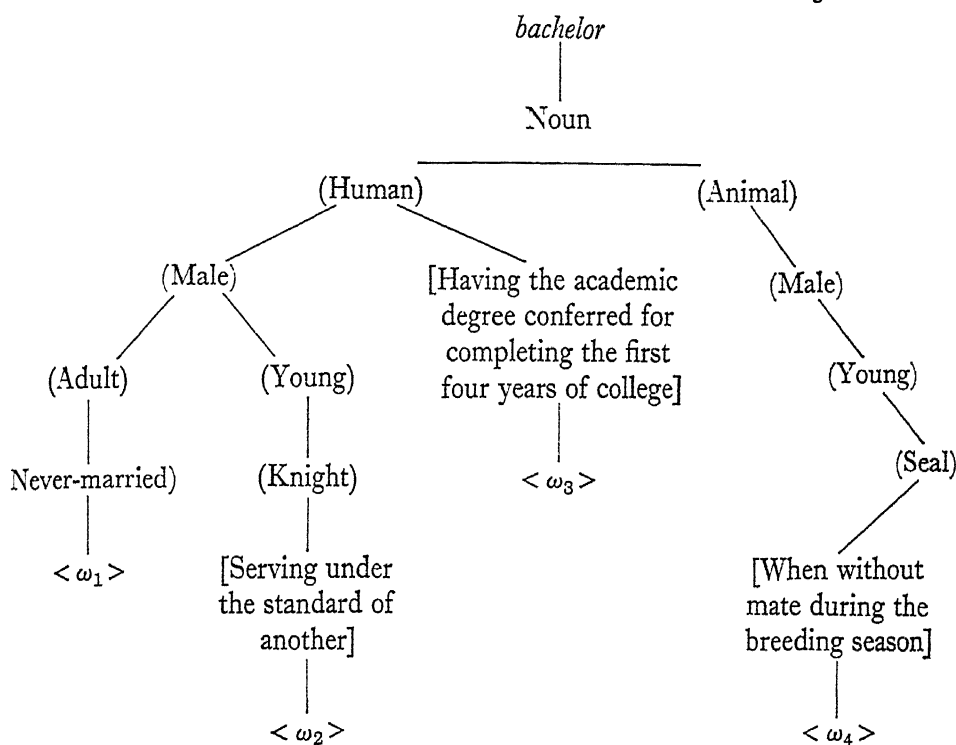 bachelor
Noun
(Human)
(Animal)
(Male)
[Having the academic
degree conferred for
completing the first
four years of college]
(Male)
(Adult)
(Young)
(Young)
Never-married)
(Knight)
<ω₃>
(Seal)
<ω₁>
[Serving under
the standard of
another]
[When without
mate during the
breeding season]
<ω₂>
<ω₄>